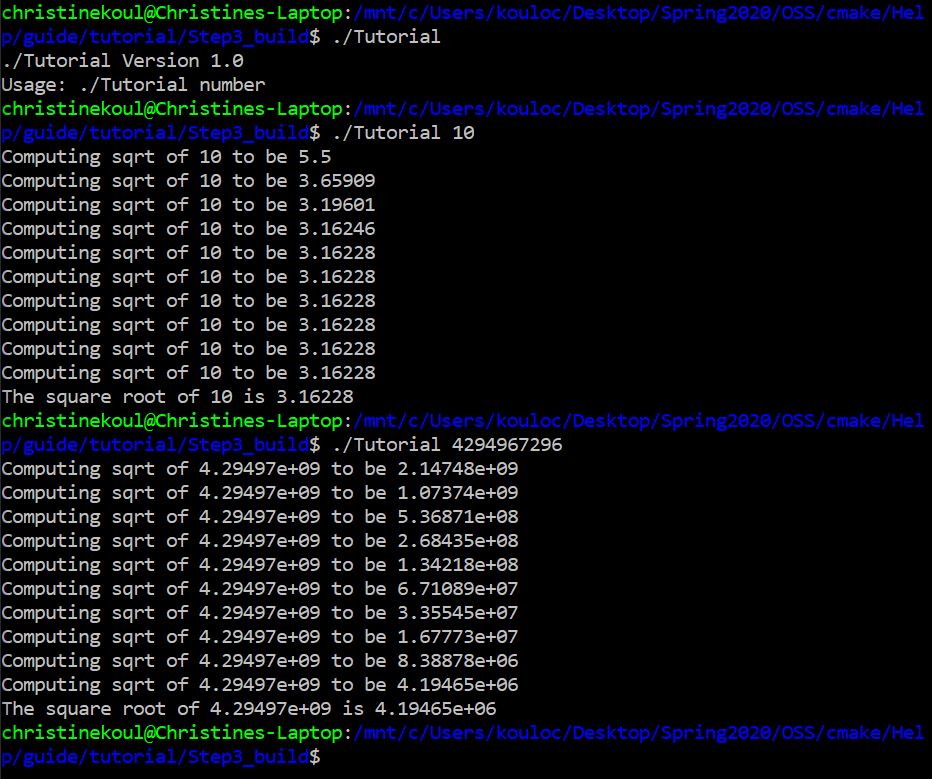 christinekoul@Christines-Laptop:/mnt/c/Users/kouloc/Desktop/Spring2020/OSS/cmake/Hel
p/guide/tutorial/Step3_build$ ./Tutorial
./Tutorial Version 1.0
Usage: ./Tutorial number
christinekoul@Christines-Laptop:/mnt/c/Users/kouloc/Desktop/Spring2020/OSS/cmake/Hel
p/guide/tutorial/Step3_build$ ./Tutorial 10
Computing sqrt of 10 to be 5.5
Computing sqrt of 10 to be 3.65909
Computing sqrt of 10 to be 3.19601
Computing sqrt of 10 to be 3.16246
Computing sqrt of 10 to be 3.16228
Computing sqrt of 10 to be 3.16228
Computing sqrt of 10 to be 3.16228
Computing sqrt of 10 to be 3.16228
Computing sqrt of 10 to be 3.16228
Computing sqrt of 10 to be 3.16228
The square root of 10 is 3.16228
christinekoul@Christines-Laptop:/mnt/c/Users/kouloc/Desktop/Spring2020/OSS/cmake/Hel
p/guide/tutorial/Step3_build$ ./Tutorial 4294967296
Computing sqrt of 4.29497e+09 to be 2.14748e+09
Computing sqrt of 4.29497e+09 to be 1.07374e+09
Computing sqrt of 4.29497e+09 to be 5.36871e+08
Computing sqrt of 4.29497e+09 to be 2.68435e+08
Computing sqrt of 4.29497e+09 to be 1.34218e+08
Computing sqrt of 4.29497e+09 to be 6.71089e+07
Computing sqrt of 4.29497e+09 to be 3.35545e+07
Computing sqrt of 4.29497e+09 to be 1.67773e+07
Computing sqrt of 4.29497e+09 to be 8.38878e+06
Computing sqrt of 4.29497e+09 to be 4.19465e+06
The square root of 4.29497e+09 is 4.19465e+06
christinekoul@Christines-Laptop:/mnt/c/Users/kouloc/Desktop/Spring2020/OSS/cmake/Hel
p/guide/tutorial/Step3_build$